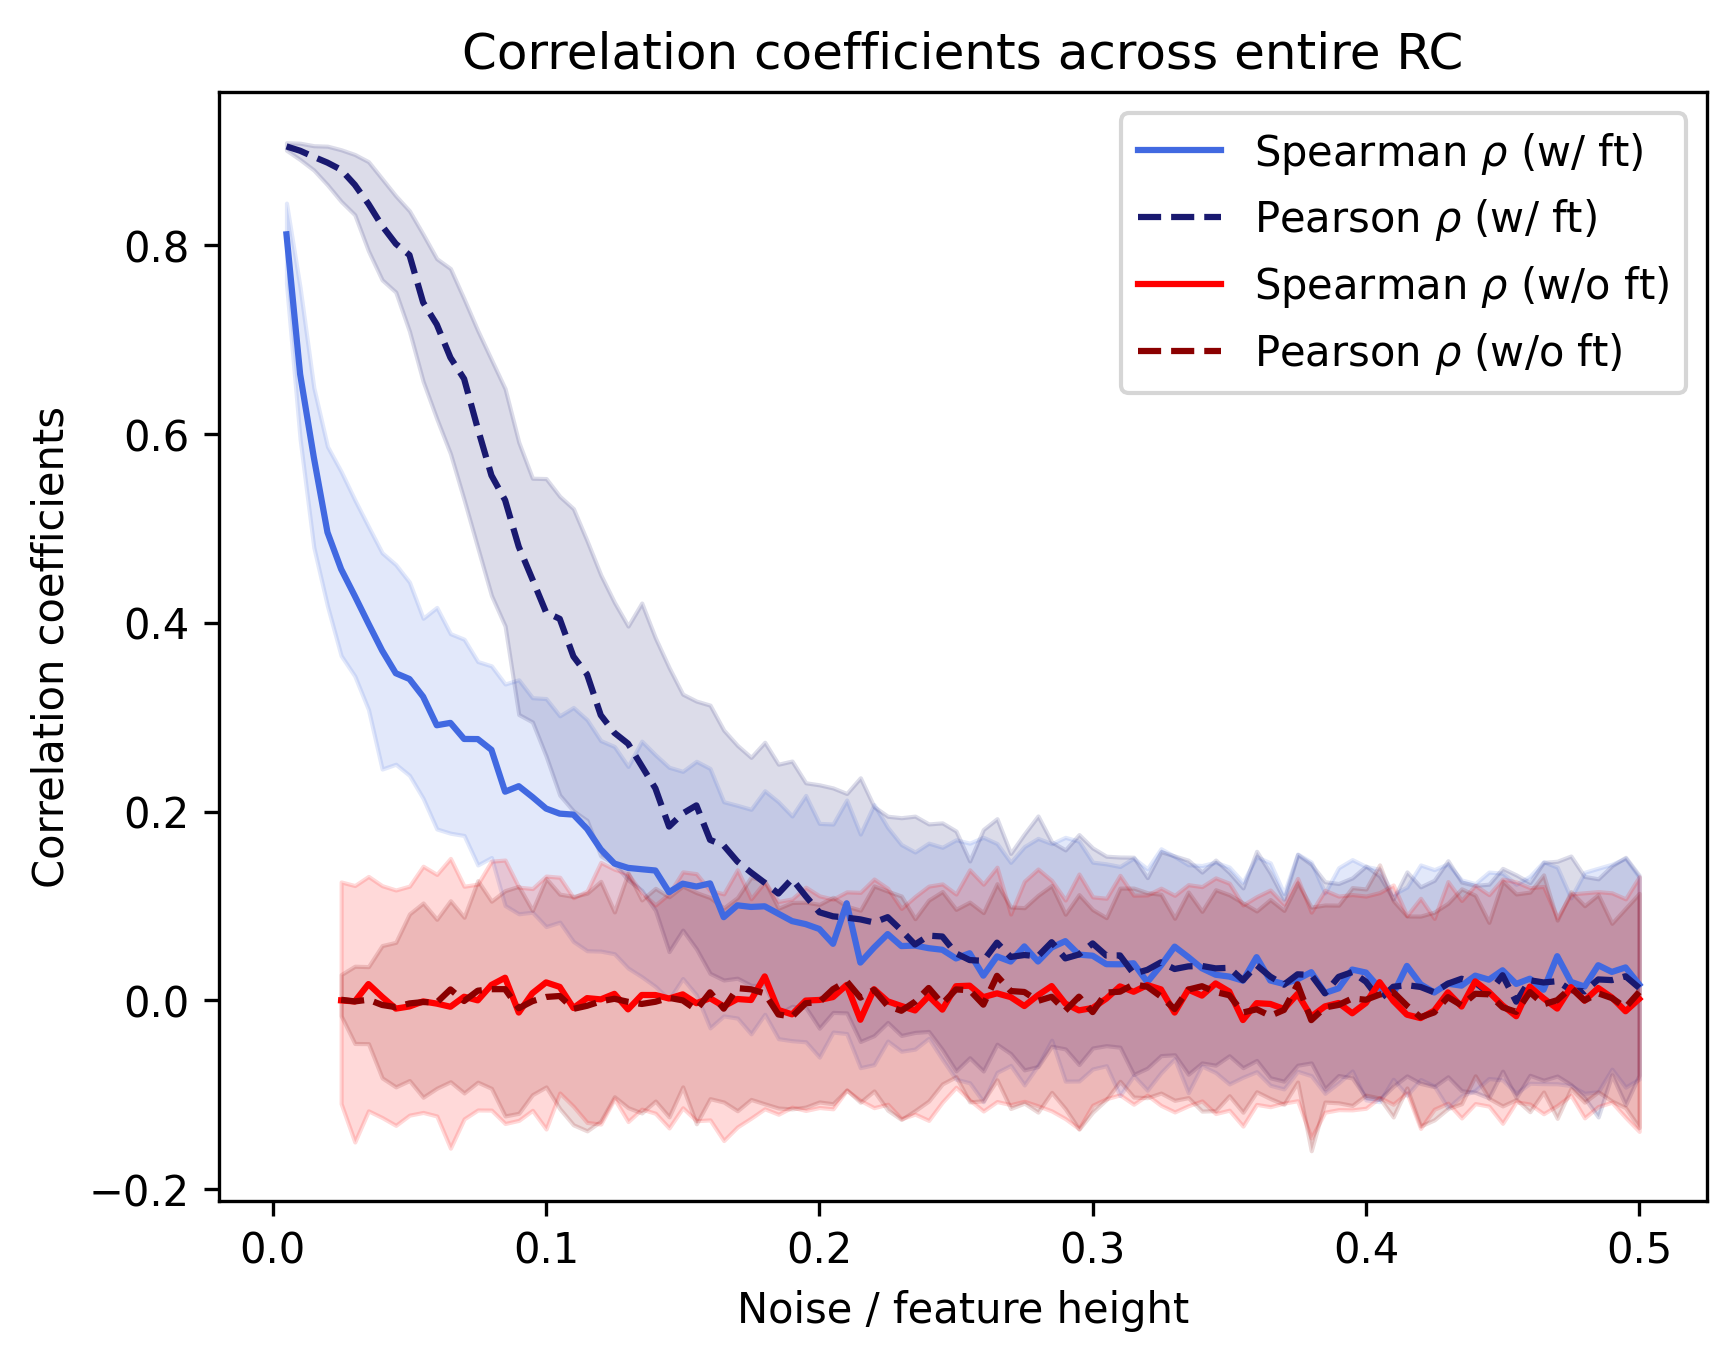 Correlation coefficients across entire RC
Spearman ρ (w/ ft)
Pearson ρ (w/ ft)
Spearman ρ (w/o ft)
Pearson ρ (w/o ft)
Correlation coefficients
0.8
0.6
0.4
0.2
0.0
−0.2
0.0 0.1 0.2 0.3 0.4 0.5
Noise / feature height